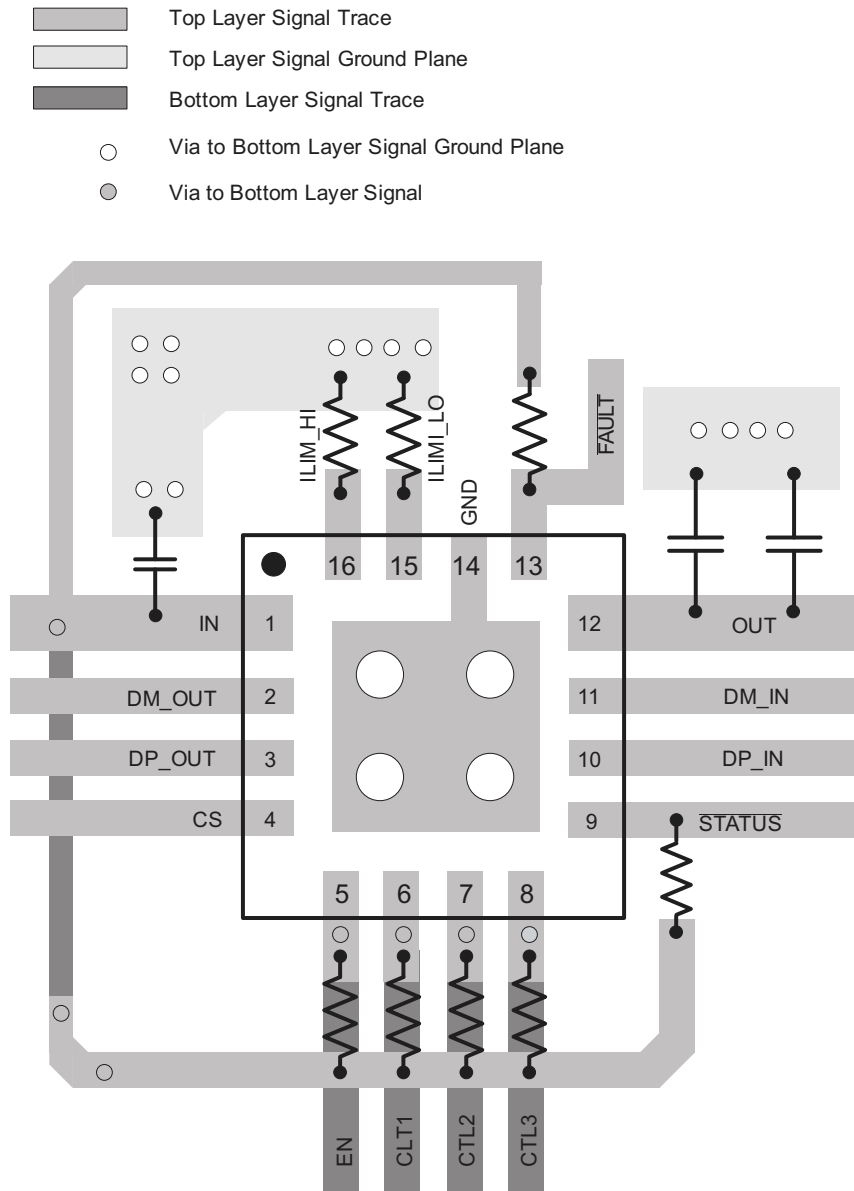 Top Layer Signal Trace
Top Layer Signal Ground Plane
Bottom Layer Signal Trace
Via to Bottom Layer Signal Ground Plane
Via to Bottom Layer Signal
ILIM_HI
ILIMI_LO
GND
FAULT
16 15 14 13
IN 1
12 OUT
DM_OUT 2
11 DM_IN
DP_OUT 3
10 DP_IN
CS 4
9 STATUS
5 6 7 8
EN
CLT1
CTL2
CTL3